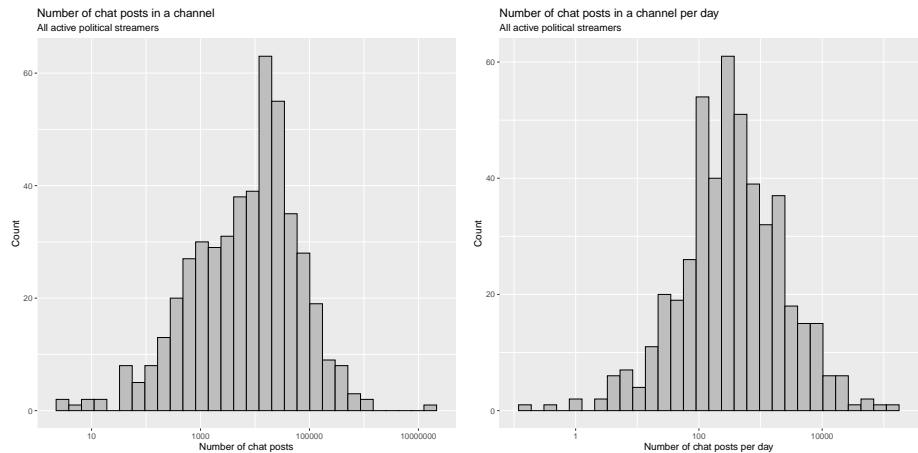 Number of chat posts in a channel
All active political streamers
60
40
20
0
Count
10
1000
100000
10000000
Number of chat posts
Number of chat posts in a channel per day
All active political streamers
60
40
20
0
Count
1
100
10000
Number of chat posts per day